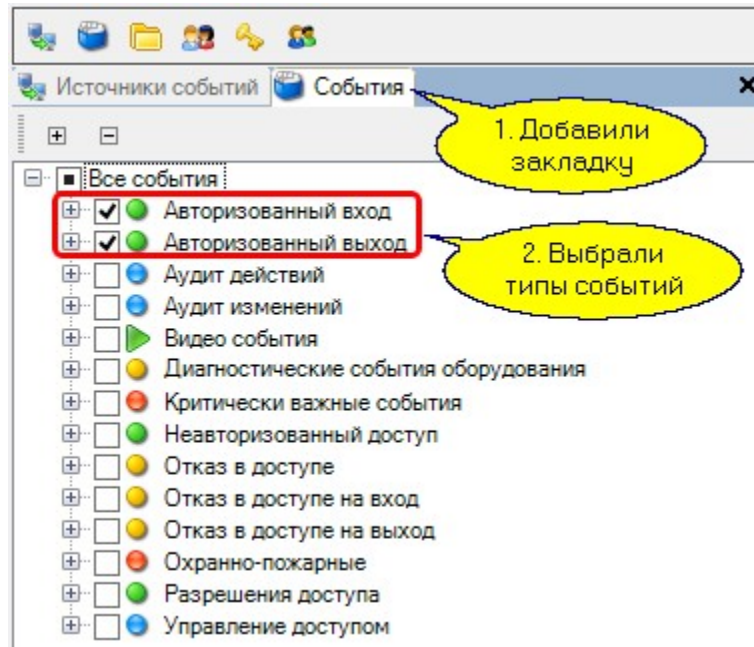 Источники событий
События
1. Добавили
закладку
Все события
Авторизованный вход
Авторизованный выход
2. Выбрали
типы событий
Аудит действий
Аудит изменений
Видео события
Диагностические события оборудования
Критически важные события
Неавторизованный доступ
Отказ в доступе
Отказ в доступе на вход
Отказ в доступе на выход
Охранно-пожарные
Разрешения доступа
Управление доступом